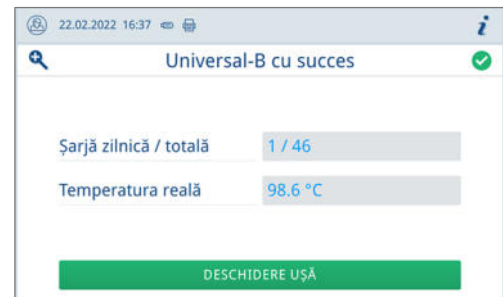 22.02.2022 16:37
i
Universal-B cu succes
Șarjă zilnică / totală 1 / 46
Temperatura reală 98.6 °C
DESCHIDERE UȘĂ